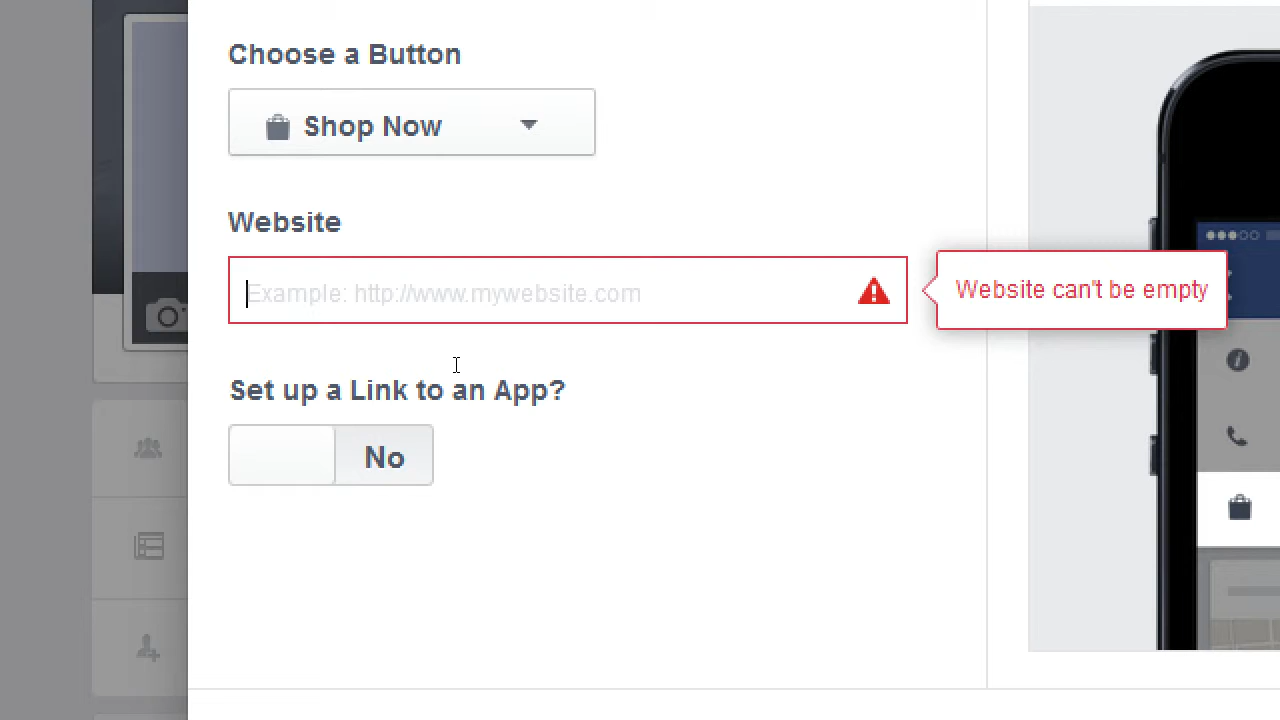 Choose a Button
Shop Now
Website
Example: http://www.mywebsite.com
Website can't be empty
Set up a Link to an App?
No